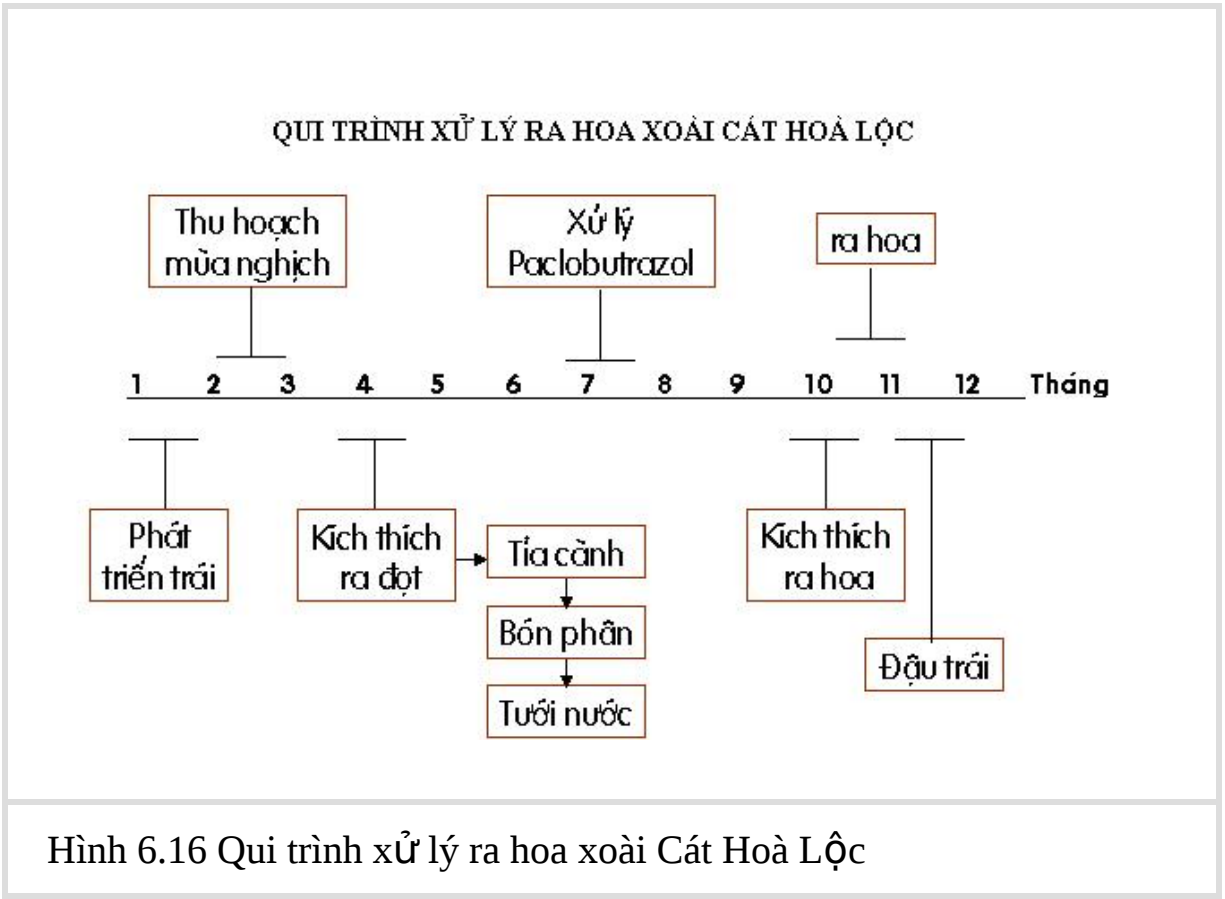 QUI TRÌNH XỬ LÝ RA HOA XOÀI CÁT HOÀ LỘC
Thu hoạch
mùa nghịch
Xử lý
Paclobutrazol
ra hoa
1 2 3 4 5 6 7 8 9 10 11 12 Tháng
Phát
triển trái
Kích thích
ra đọt
Tỉa cành
Bón phân
Tưới nước
Kích thích
ra hoa
Đậu trái
Hình 6.16 Qui trình xử lý ra hoa xoài Cát Hoà Lộc